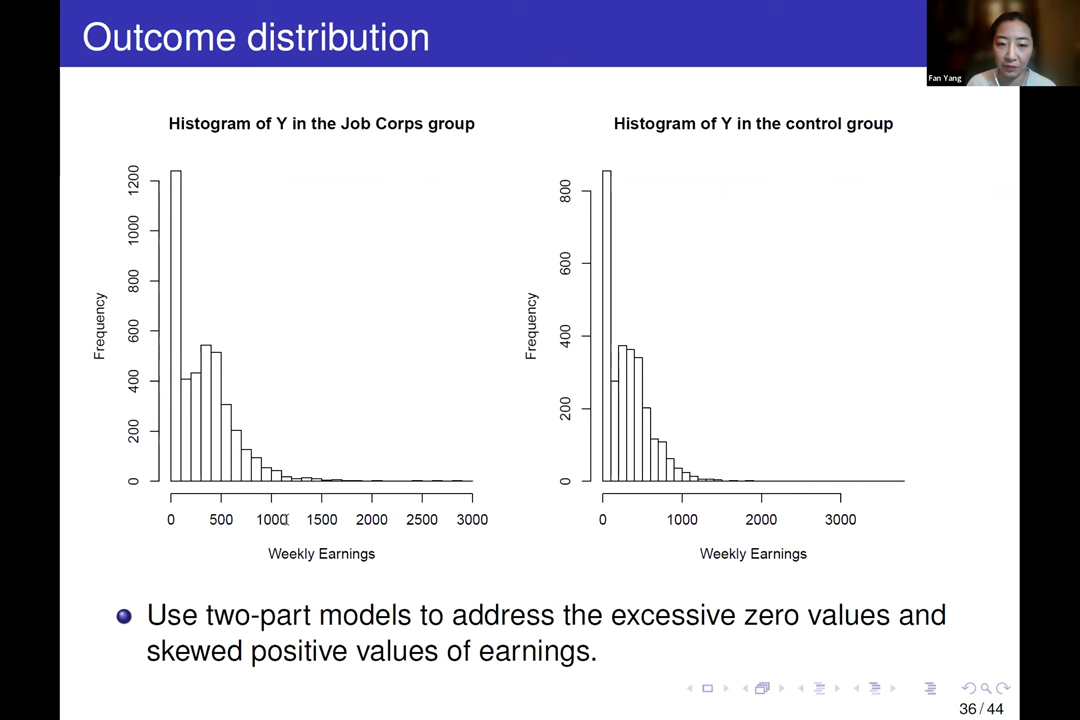 Outcome distribution
Fan Yang
Histogram of Y in the Job Corps group
Frequency
0 200 400 600 800 1000 1200
0 500 1000 1500 2000 2500 3000
Weekly Earnings
Histogram of Y in the control group
Frequency
0 200 400 600 800
0 1000 2000 3000
Weekly Earnings
Use two-part models to address the excessive zero values and
skewed positive values of earnings.
36 / 44